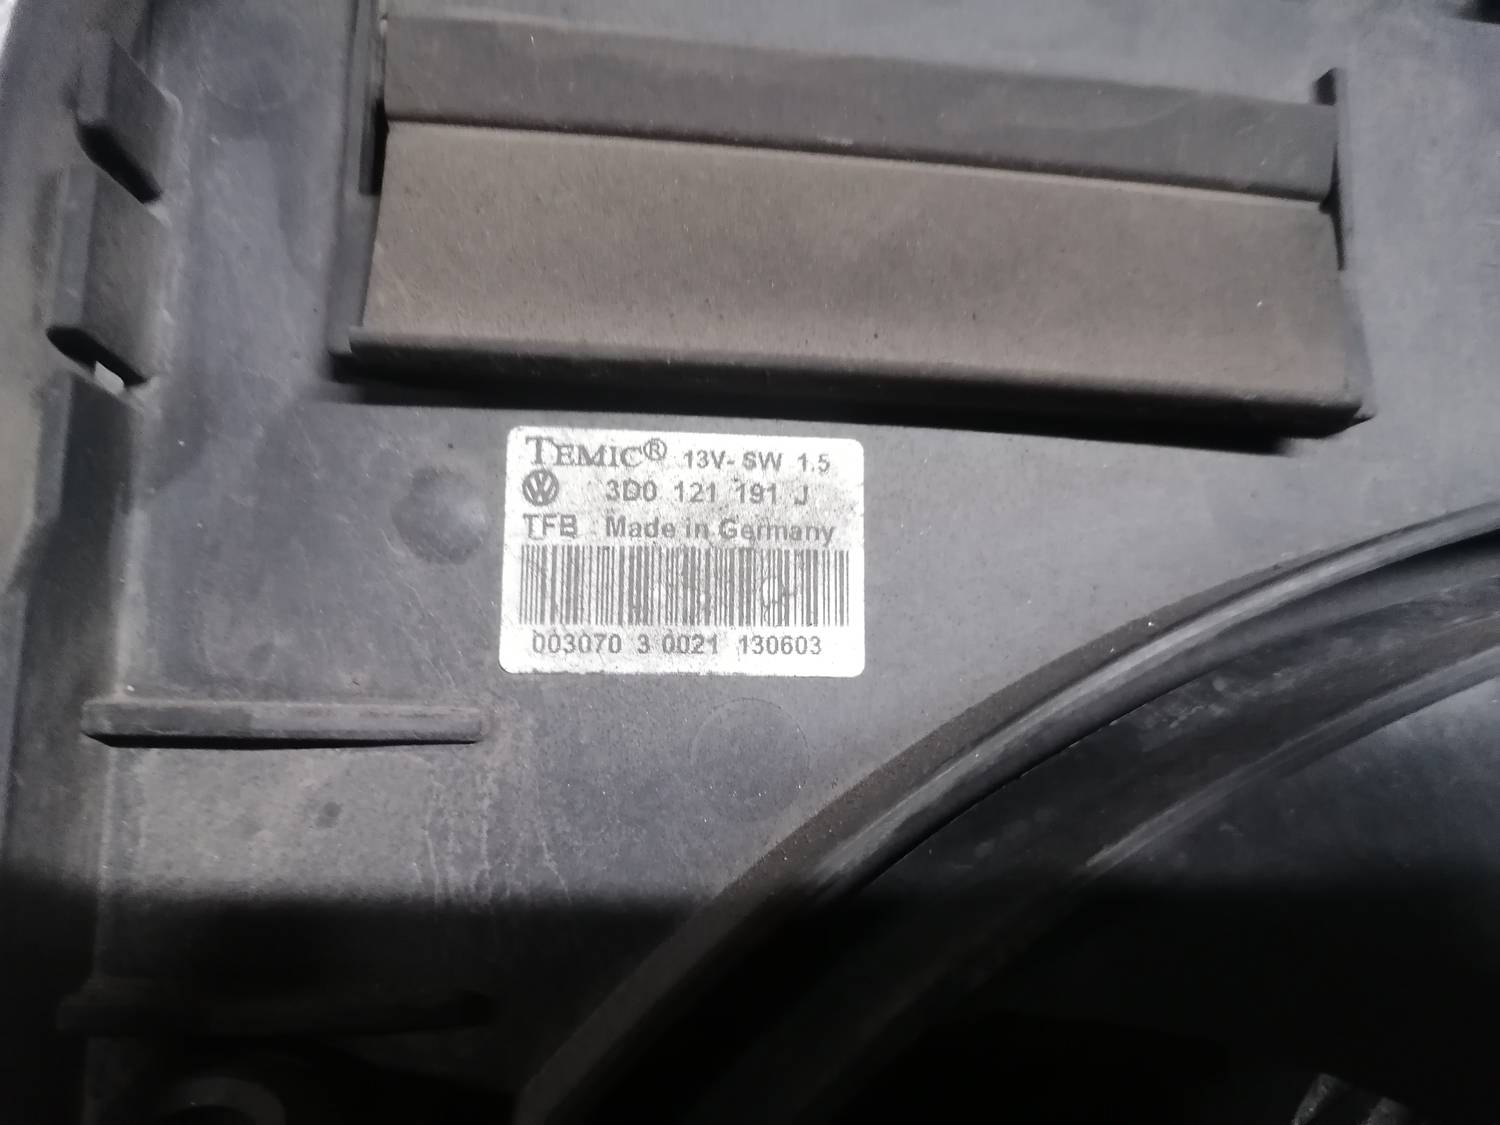 TEMIC® 13V- SW 1.5
3D0 121 191 J
TFB Made in Germany
003070 3 0021 130603